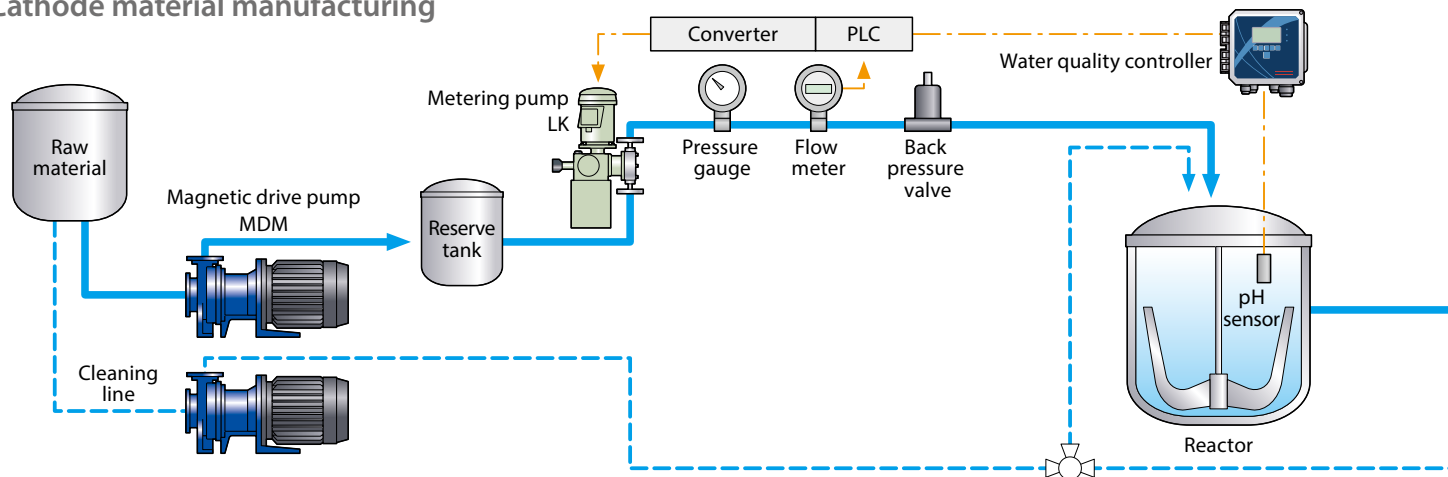 Cathode material manufacturing
Converter
PLC
Water quality controller
Metering pump
LK
Raw
material
Pressure
gauge
Flow
meter
Back
pressure
valve
Magnetic drive pump
MDM
Reserve
tank
pH
sensor
Cleaning
line
Reactor